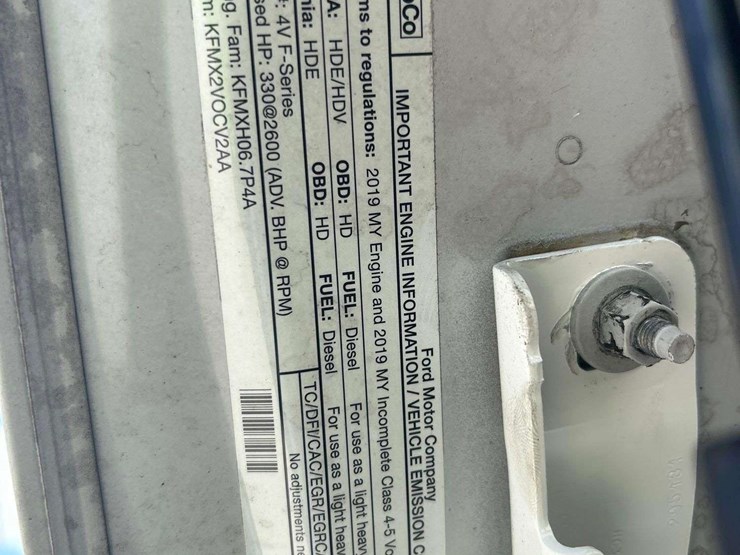 Ford Motor Company
oCo IMPORTANT ENGINE INFORMATION / VEHICLE EMISSION C
ms to regulations: 2019 MY Engine and 2019 MY Incomplete Class 4-5 Vo
A: HDE/HDV OBD: HD FUEL: Diesel For use as a light heav
nia: HDE OBD: HD FUEL: Diesel For use as a light heav
: 4V F-Series TC/DFI/CAC/EGR/EGRC/
sed HP: 330@2600 (ADV. BHP @ RPM) No adjustments ne
g. Fam: KFMXH06.7P4A
m: KFMX2VOCV2AA